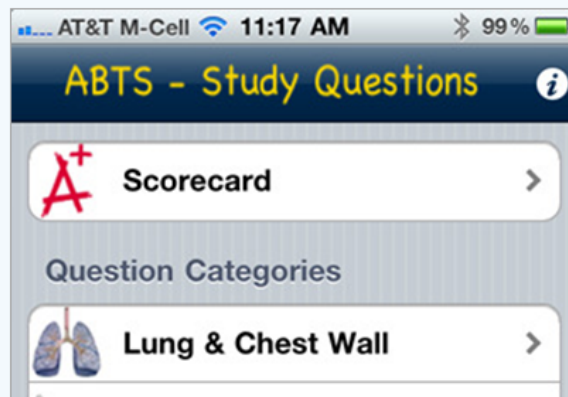 AT&T M-Cell 11:17 AM 99%
ABTS - Study Questions i
A+
Scorecard
Question Categories
Lung & Chest Wall